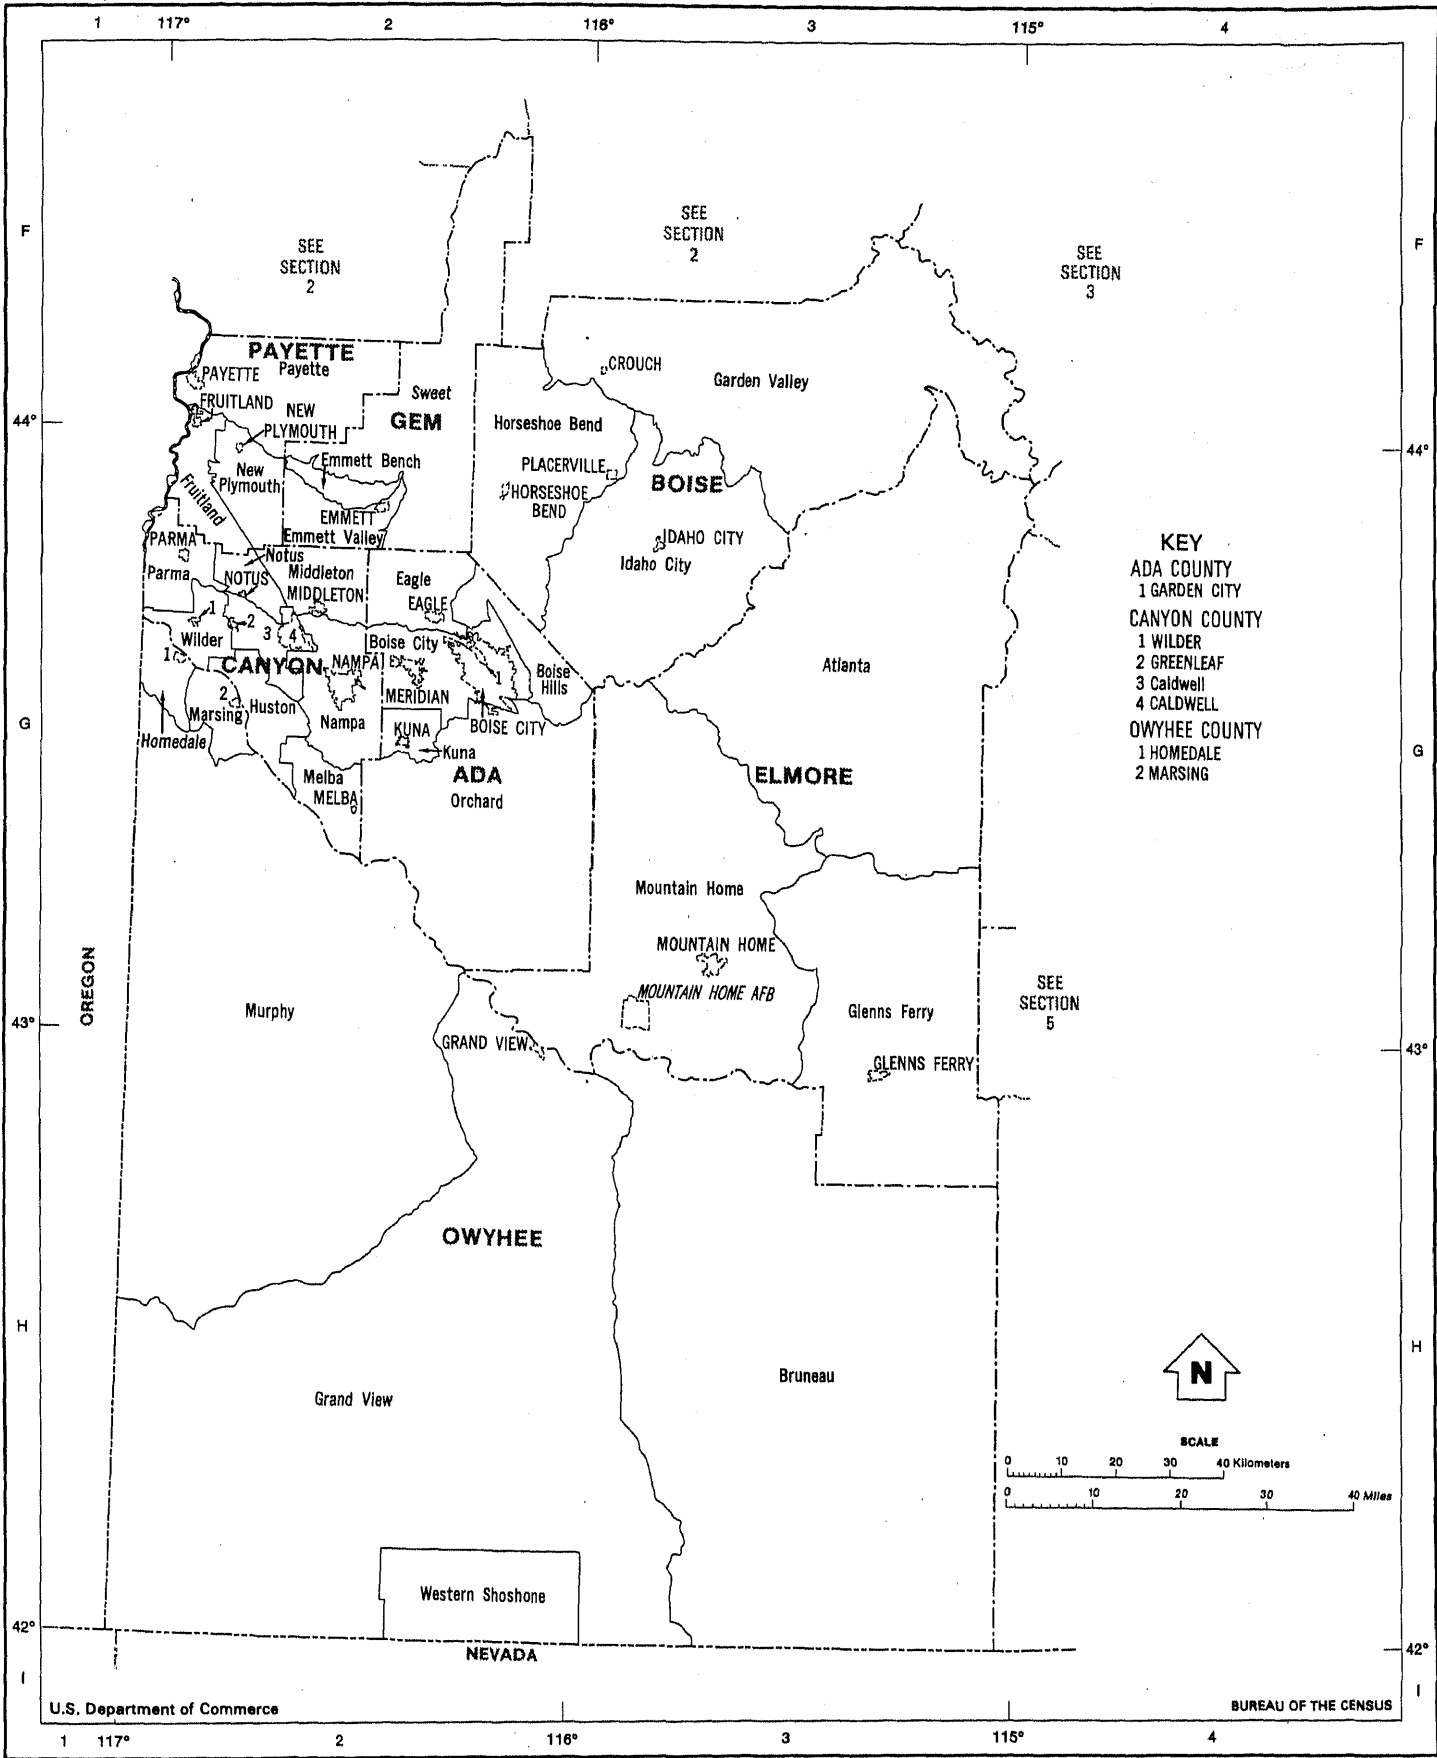 1 117° 2 116° 3 115° 4
F
F
SEE
SECTION
2
SEE
SECTION
2
SEE
SECTION
3
PAYETTE
Payette
PAYETTE
CROUCH
Garden Valley
Sweet
FRUITLAND
NEW
PLYMOUTH
GEM
44°
44°
Horseshoe Bend
Emmett Bench
New
Plymouth
PLACERVILLE
BOISE
Fruitland
HORSESHOE
BEND
EMMETT
Emmett Valley
PARMA
IDAHO CITY
Idaho City
Notus
Parma
NOTUS
Middleton
MIDDLETON
Eagle
EAGLE
1
2
3
4
Wilder
Boise City
1
CANYON
NAMPA
1
Boise
Hills
Atlanta
MERIDIAN
2
Marsing
Huston
Nampa
BOISE CITY
Homedale
KUNA
Kuna
G
G
Melba
MELBA
ADA
Orchard
ELMORE
KEY
ADA COUNTY
1 GARDEN CITY
CANYON COUNTY
1 WILDER
2 GREENLEAF
3 Caldwell
4 CALDWELL
OWYHEE COUNTY
1 HOMEDALE
2 MARSING
Mountain Home
MOUNTAIN HOME
MOUNTAIN HOME AFB
OREGON
Murphy
Glenns Ferry
SEE
SECTION
5
43°
43°
GRAND VIEW
GLENNS FERRY
OWYHEE
H
H
Bruneau
Grand View
N
SCALE
0 10 20 30 40 Kilometers
0 10 20 30 40 Miles
Western Shoshone
42°
42°
NEVADA
I
I
U.S. Department of Commerce
BUREAU OF THE CENSUS
1 117° 2 116° 3 115° 4